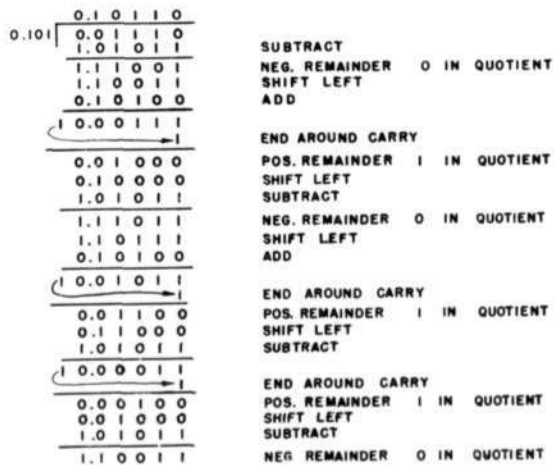 0.1 0 1 1 0
0.101 0.0 1 1 1 0
1.0 1 0 1 1 SUBTRACT
1.1 1 0 0 1 NEG. REMAINDER 0 IN QUOTIENT
1.1 0 0 1 1 SHIFT LEFT
0.1 0 1 0 0 ADD
1 0.0 0 1 1 1
1 END AROUND CARRY
0.0 1 0 0 0 POS. REMAINDER 1 IN QUOTIENT
0.1 0 0 0 0 SHIFT LEFT
1.0 1 0 1 1 SUBTRACT
1.1 1 0 1 1 NEG. REMAINDER 0 IN QUOTIENT
1.1 0 1 1 1 SHIFT LEFT
0.1 0 1 0 0 ADD
1 0.0 1 0 1 1
1 END AROUND CARRY
0.0 1 1 0 0 POS. REMAINDER 1 IN QUOTIENT
0.1 1 0 0 0 SHIFT LEFT
1.0 1 0 1 1 SUBTRACT
1 0.0 0 0 1 1
1 END AROUND CARRY
0.0 0 1 0 0 POS. REMAINDER 1 IN QUOTIENT
0.0 1 0 0 0 SHIFT LEFT
1.0 1 0 1 1 SUBTRACT
1.1 0 0 1 1 NEG REMAINDER 0 IN QUOTIENT